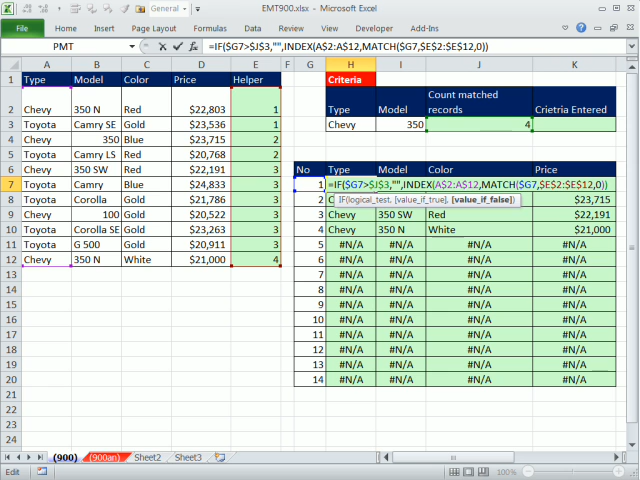 EMT900.xlsx - Microsoft Excel
General
File Home Insert Page Layout Formulas Data Review View Developer Add-Ins
PMT =IF($G7>$J$3,"",INDEX(A$2:A$12,MATCH($G7,$E$2:$E$12,0))
A B C D E F G H I J K
1 Type Model Color Price Helper Criteria
2 Chevy 350 N Red $22,803 1 Type Model Count matched records Crietria Entered
3 Toyota Camry SE Gold $23,536 1 Chevy 350 4
4 Chevy 350 Blue $23,715 2
5 Toyota Camry LS Red $20,768 2
6 Chevy 350 SW Red $22,191 3 No Type Model Color Price
7 Toyota Camry Blue $24,833 3 1 =IF($G7>$J$3,"",INDEX(A$2:A$12,MATCH($G7,$E$2:$E$12,0))
8 Toyota Corolla Gold $21,786 3 2 C $23,715
IF(logical_test, [value_if_true], [value_if_false])
9 Chevy 100 Gold $20,522 3 3 Chevy 350 SW Red $22,191
10 Toyota Corolla SE Gold $23,263 3 4 Chevy 350 N White $21,000
11 Toyota G 500 Gold $20,911 3 5 #N/A #N/A #N/A #N/A
12 Chevy 350 N White $21,000 4 6 #N/A #N/A #N/A #N/A
13 7 #N/A #N/A #N/A #N/A
14 8 #N/A #N/A #N/A #N/A
15 9 #N/A #N/A #N/A #N/A
16 10 #N/A #N/A #N/A #N/A
17 11 #N/A #N/A #N/A #N/A
18 12 #N/A #N/A #N/A #N/A
19 13 #N/A #N/A #N/A #N/A
20 14 #N/A #N/A #N/A #N/A
21
22
23
24
(900) (900an) Sheet2 Sheet3
Edit 100%